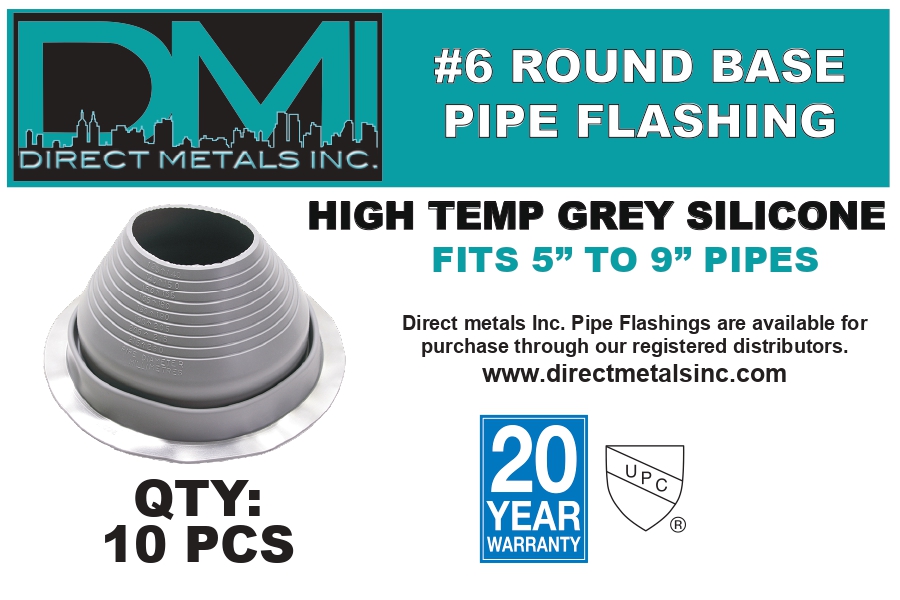 DMI
DIRECT METALS INC.
#6 ROUND BASE
PIPE FLASHING
HIGH TEMP GREY SILICONE
FITS 5” TO 9” PIPES
Direct metals Inc. Pipe Flashings are available for
purchase through our registered distributors.
www.directmetalsinc.com
QTY:
10 PCS
20
YEAR
WARRANTY
UPC
®